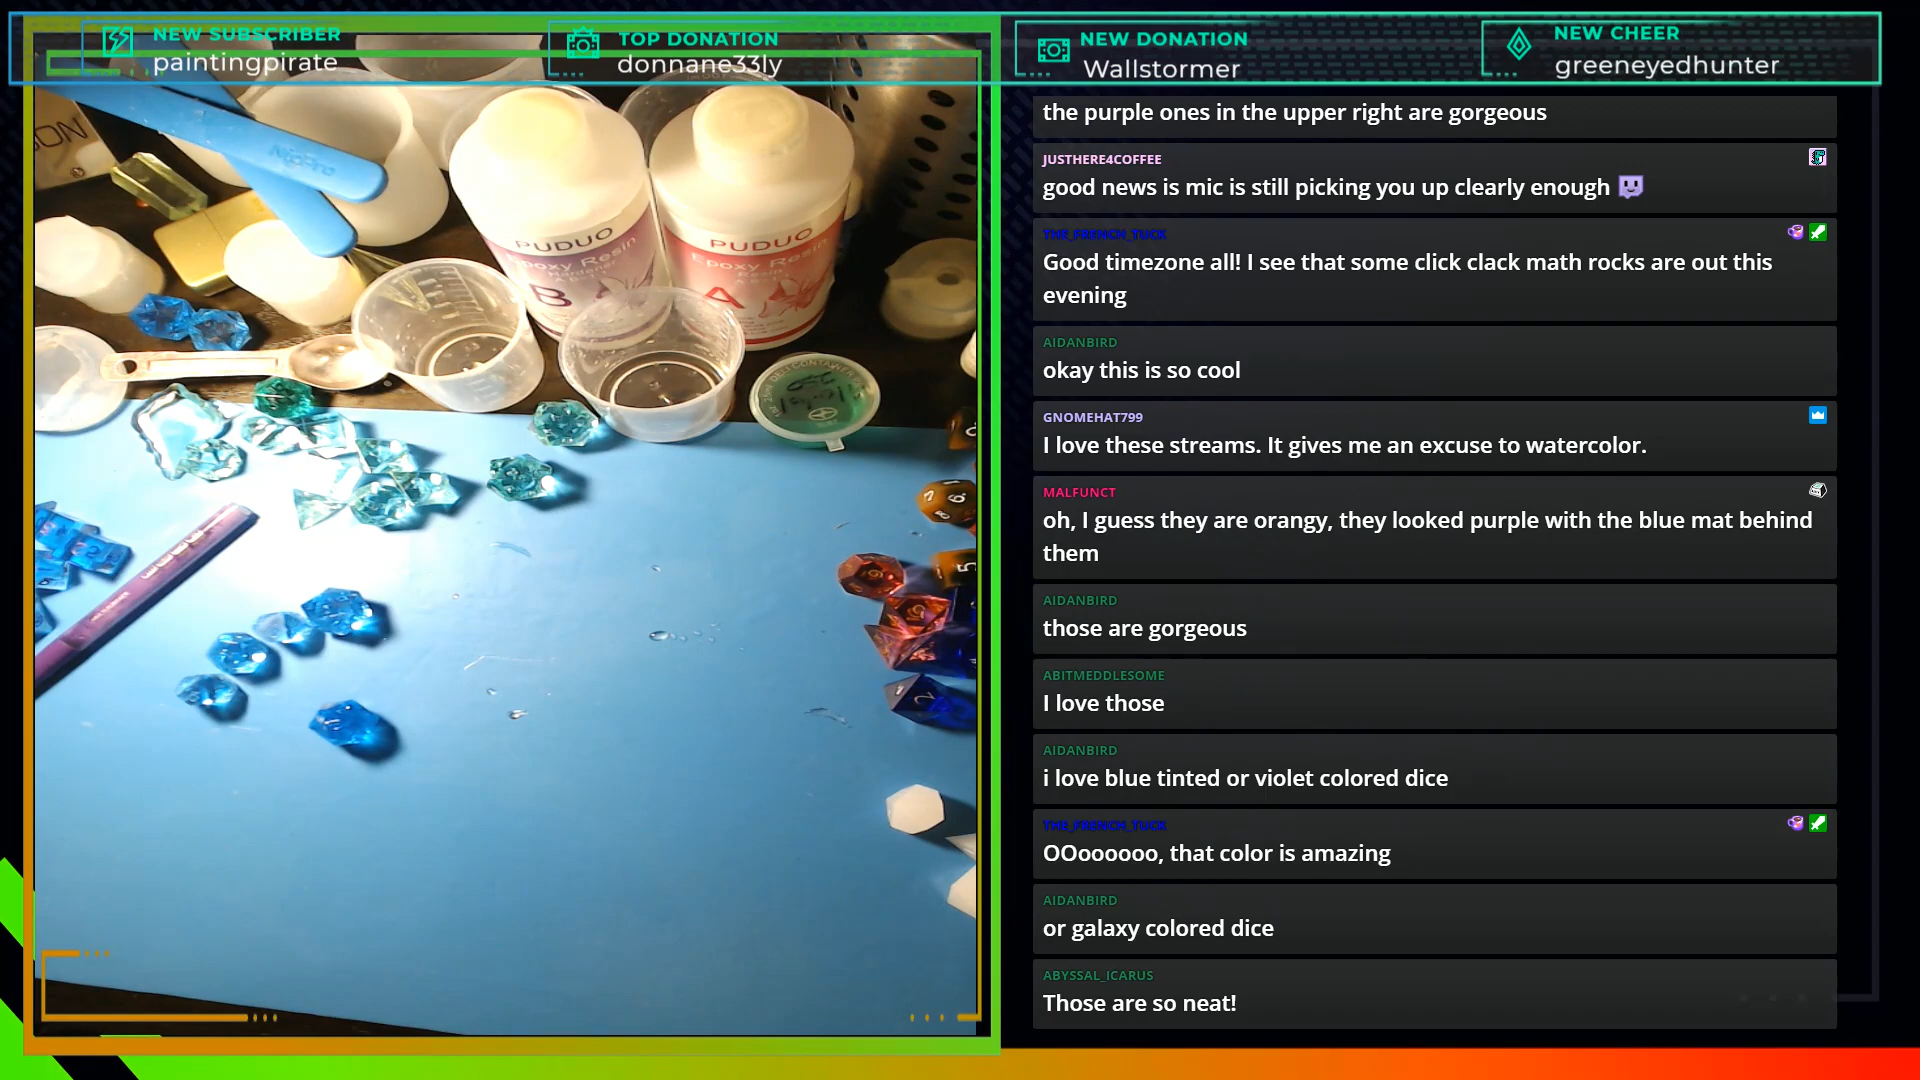 NEW SUBSCRIBER
paintingpirate
TOP DONATION
donnane33ly
NEW DONATION
Wallstormer
NEW CHEER
greeneyedhunter
the purple ones in the upper right are gorgeous
JUSTHERE4COFFEE
good news is mic is still picking you up clearly enough
THE_FRENCH_TUCK
Good timezone all! I see that some click clack math rocks are out this
evening
AIDANBIRD
okay this is so cool
GNOMEHAT799
I love these streams. It gives me an excuse to watercolor.
MALFUNCT
oh, I guess they are orangy, they looked purple with the blue mat behind
them
AIDANBIRD
those are gorgeous
ABITMEDDLESOME
I love those
AIDANBIRD
i love blue tinted or violet colored dice
THE_FRENCH_TUCK
OOoooooo, that color is amazing
AIDANBIRD
or galaxy colored dice
ABYSSAL_ICARUS
Those are so neat!
PUDUO
Epoxy Resin
B
PUDUO
Epoxy Resin
A
DELI CONTAINER